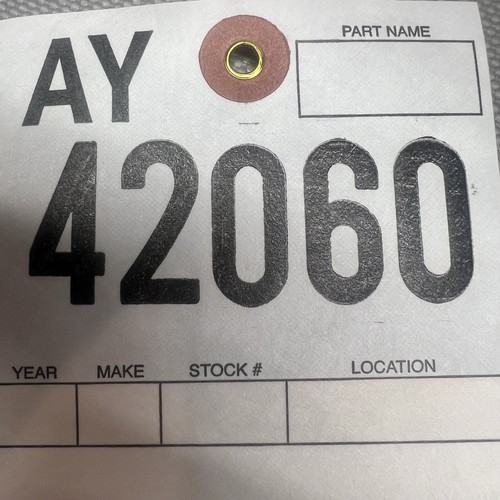 AY
PART NAME
42060
YEAR MAKE STOCK # LOCATION